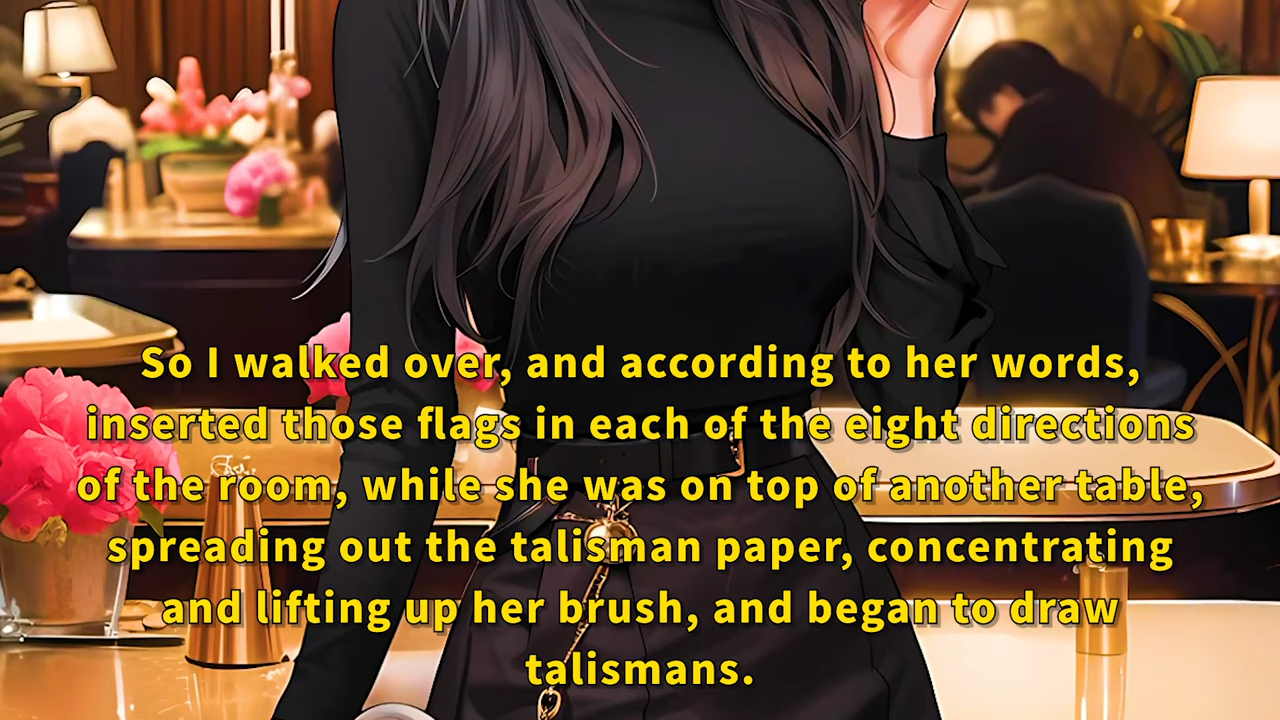 So I walked over, and according to her words,
inserted those flags in each of the eight directions
of the room, while she was on top of another table,
spreading out the talisman paper, concentrating
and lifting up her brush, and began to draw
talismans.